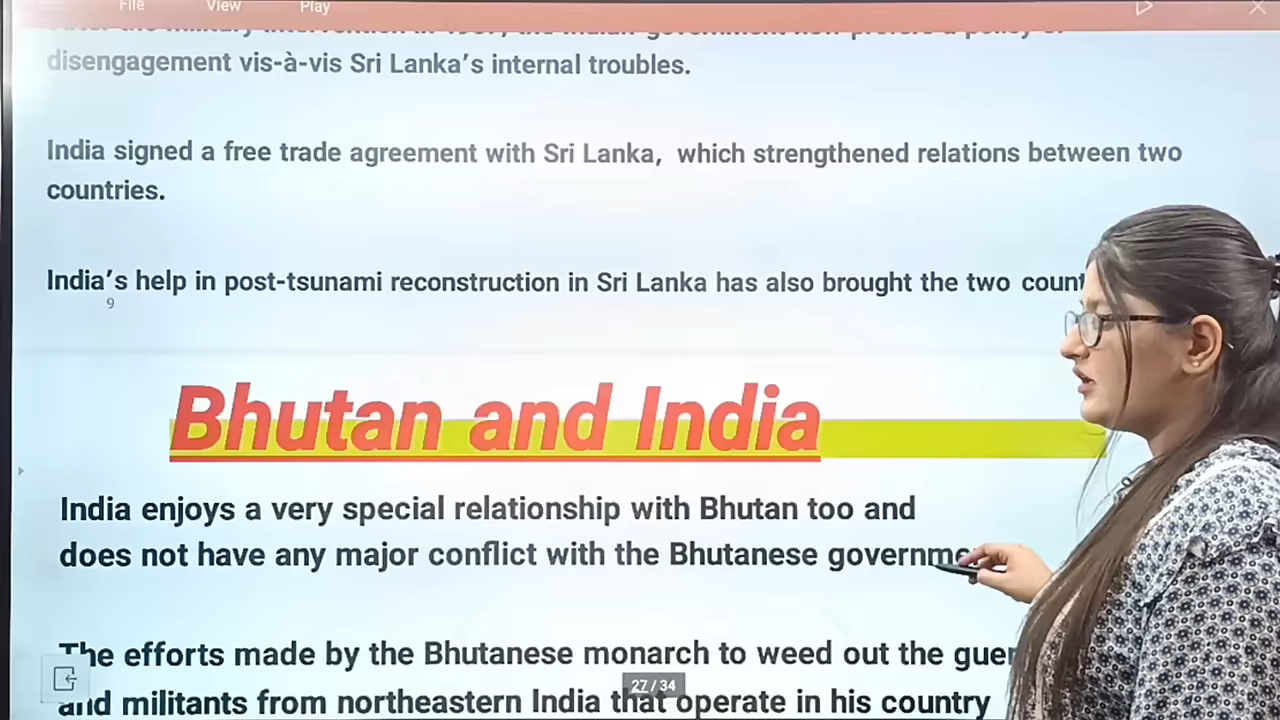 File View Play
disengagement vis-à-vis Sri Lanka's internal troubles.
India signed a free trade agreement with Sri Lanka, which strengthened relations between two
countries.
India's help in post-tsunami reconstruction in Sri Lanka has also brought the two
9
Bhutan and India
India enjoys a very special relationship with Bhutan too and
does not have any major conflict with the Bhutanese
The efforts made by the Bhutanese monarch to weed out the
and militants from northeastern India that operate in his country
27 / 34